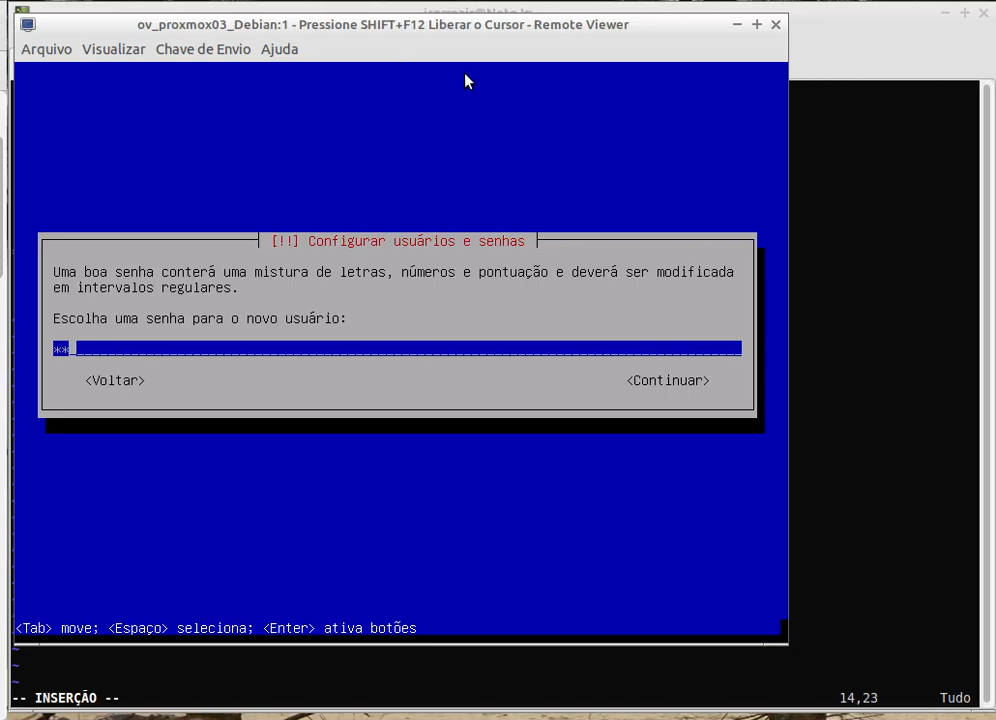 ov_proxmox03_Debian:1 - Pressione SHIFT+F12 Liberar o Cursor - Remote Viewer
Arquivo Visualizar Chave de Envio Ajuda
[!!] Configurar usuários e senhas
Uma boa senha conterá uma mistura de letras, números e pontuação e deverá ser modificada
em intervalos regulares.
Escolha uma senha para o novo usuário:
**
<Voltar> <Continuar>
<Tab> move; <Espaço> seleciona; <Enter> ativa botões
~
~
~
-- INSERÇÃO -- 14,23 Tudo